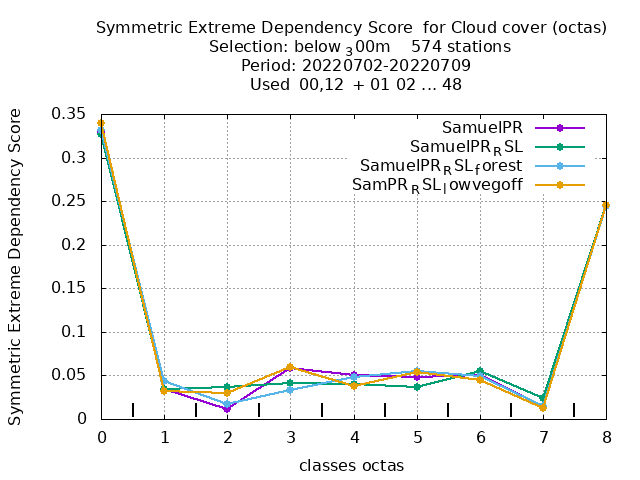 Symmetric Extreme Dependency Score  for Cloud cover (octas)
Selection: below 300m    574 stations
Period: 20220702-20220709
Used  00,12  + 01 02 ... 48
Symmetric Extreme Dependency Score
0.35
0.3
0.25
0.2
0.15
0.1
0.05
0
SamuelPR
SamuelPR_RSL
SamuelPR_RSL_forest
SamPR_RSL_lowvegoff
0 1 2 3 4 5 6 7 8
classes octas